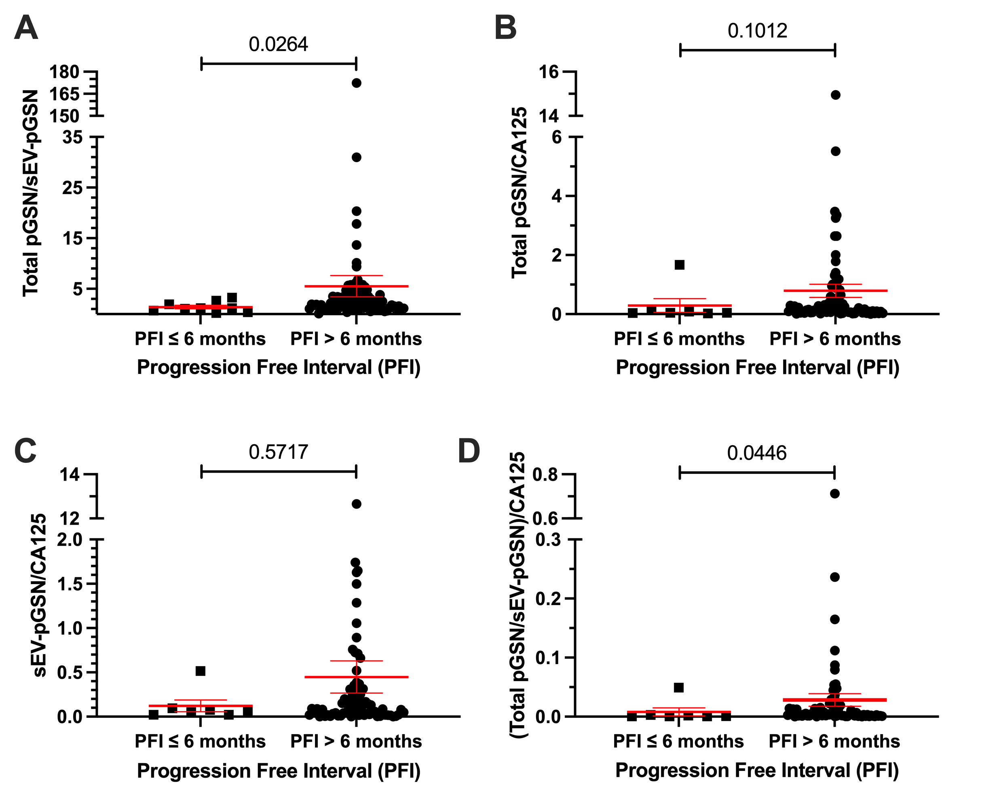 A
0.0264
Total pGSN/sEV-pGSN
180
165
150
35
25
15
5
PFI ≤ 6 months
PFI > 6 months
Progression Free Interval (PFI)
B
0.1012
Total pGSN/CA125
16
14
6
4
2
0
PFI ≤ 6 months
PFI > 6 months
Progression Free Interval (PFI)
C
0.5717
sEV-pGSN/CA125
14
12
2.0
1.5
1.0
0.5
0.0
PFI ≤ 6 months
PFI > 6 months
Progression Free Interval (PFI)
D
0.0446
(Total pGSN/sEV-pGSN)/CA125
0.8
0.6
0.3
0.2
0.1
0.0
PFI ≤ 6 months
PFI > 6 months
Progression Free Interval (PFI)